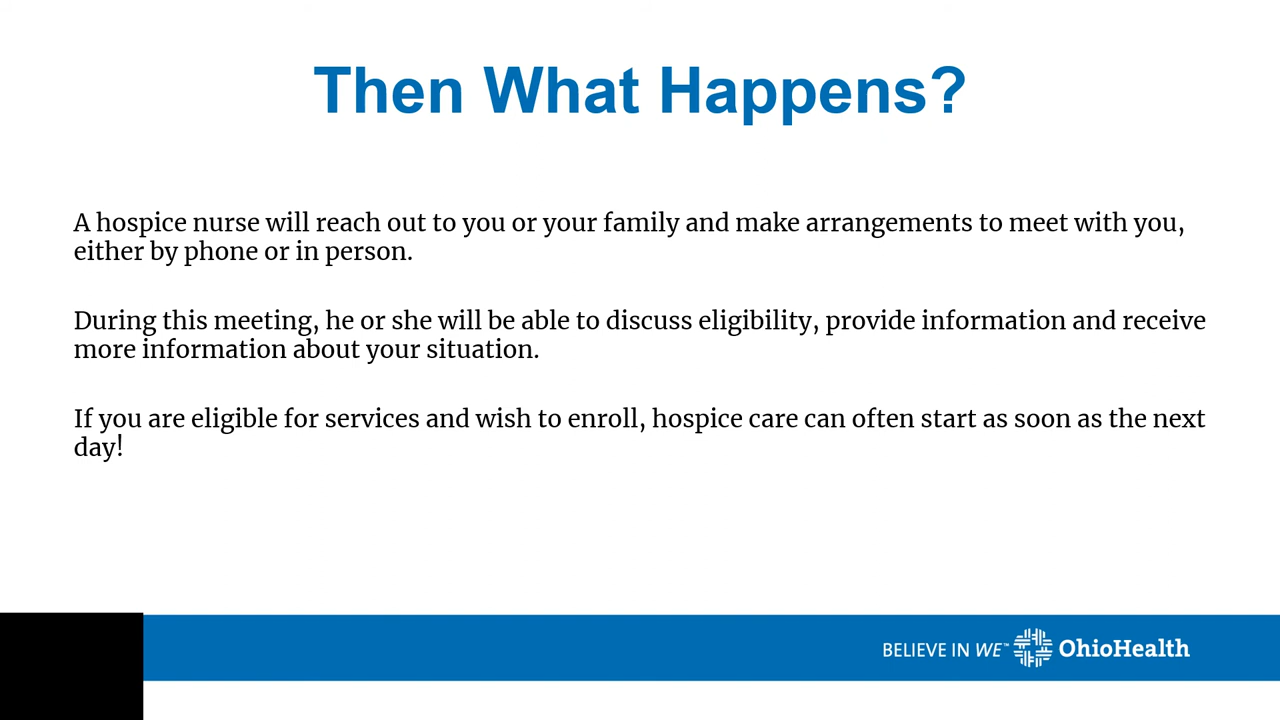 Then What Happens?
A hospice nurse will reach out to you or your family and make arrangements to meet with you,
either by phone or in person.
During this meeting, he or she will be able to discuss eligibility, provide information and receive
more information about your situation.
If you are eligible for services and wish to enroll, hospice care can often start as soon as the next
day!
BELIEVE IN WE™ OhioHealth